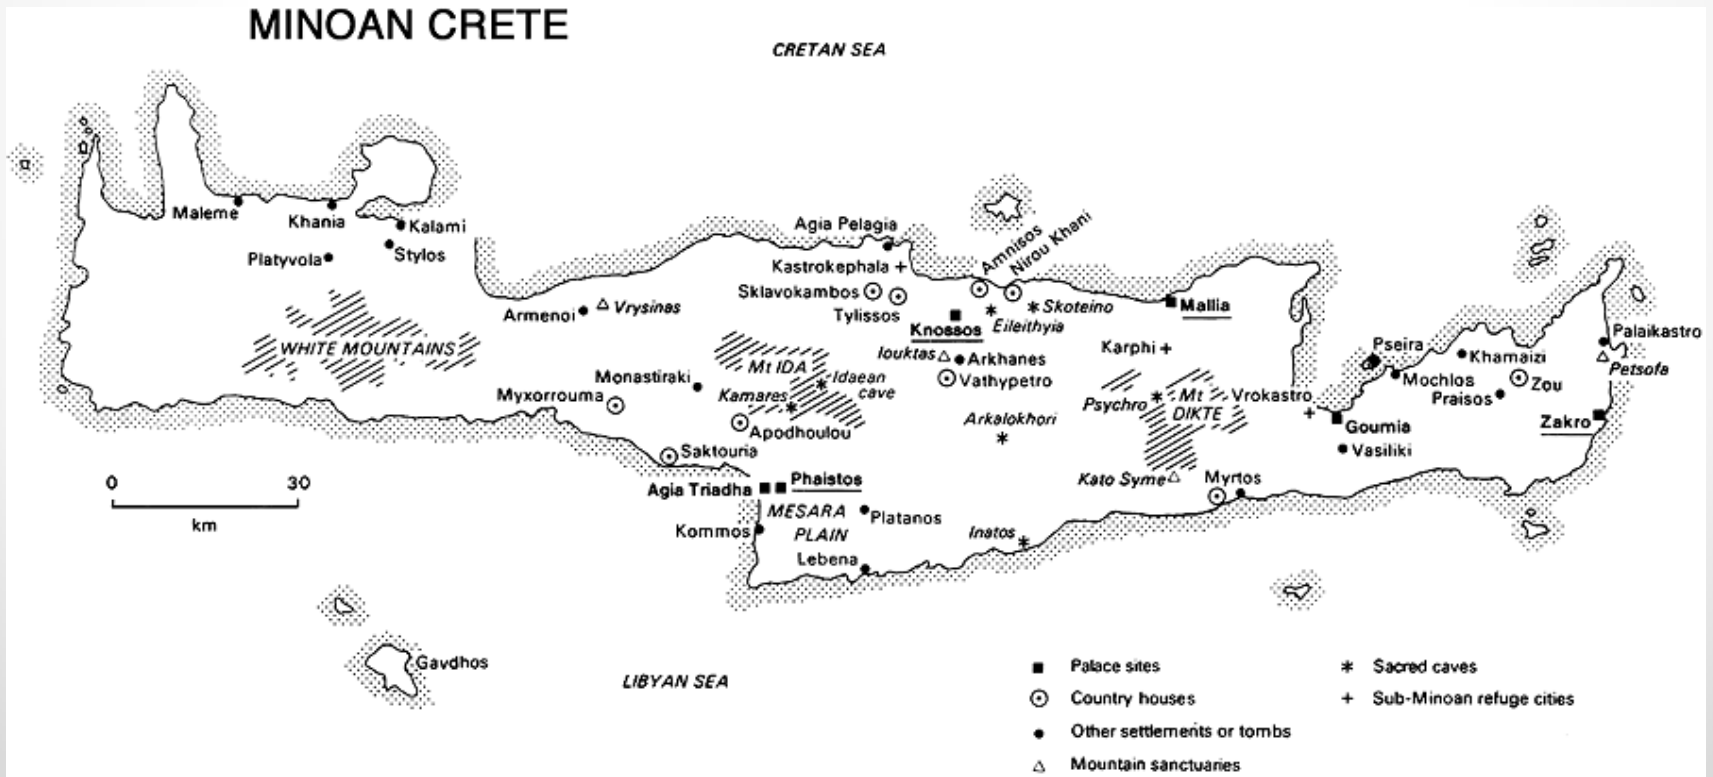 MINOAN CRETE
CRETAN SEA
Maleme
Khania
Kalami
Stylos
Platyvola
WHITE MOUNTAINS
Armenoi
Vrysinas
Agia Pelagia
Kastrokephala
Sklavokambos
Tylissos
Amnisos
Nirou Khani
Knossos
Eileithyia
Skoteino
Mallia
Iouktas
Arkhanes
Vathypetro
Karphi
Mt IDA
Idaean
cave
Kamares
Monastiraki
Myxorrouma
Apodhoulou
Saktouria
Arkalokhori
Psychro
Mt
DIKTE
Vrokastro
Pseira
Mochlos
Khamaizi
Zou
Praisos
Palaikastro
Petsofa
Zakro
Goumia
Vasiliki
Kato Syme
Myrtos
Agia Triadha
Phaistos
MESARA
PLAIN
Platanos
Kommos
Lebena
Inatos
0 30
km
Gavdhos
LIBYAN SEA
Palace sites
Country houses
Other settlements or tombs
Mountain sanctuaries
Sacred caves
Sub-Minoan refuge cities